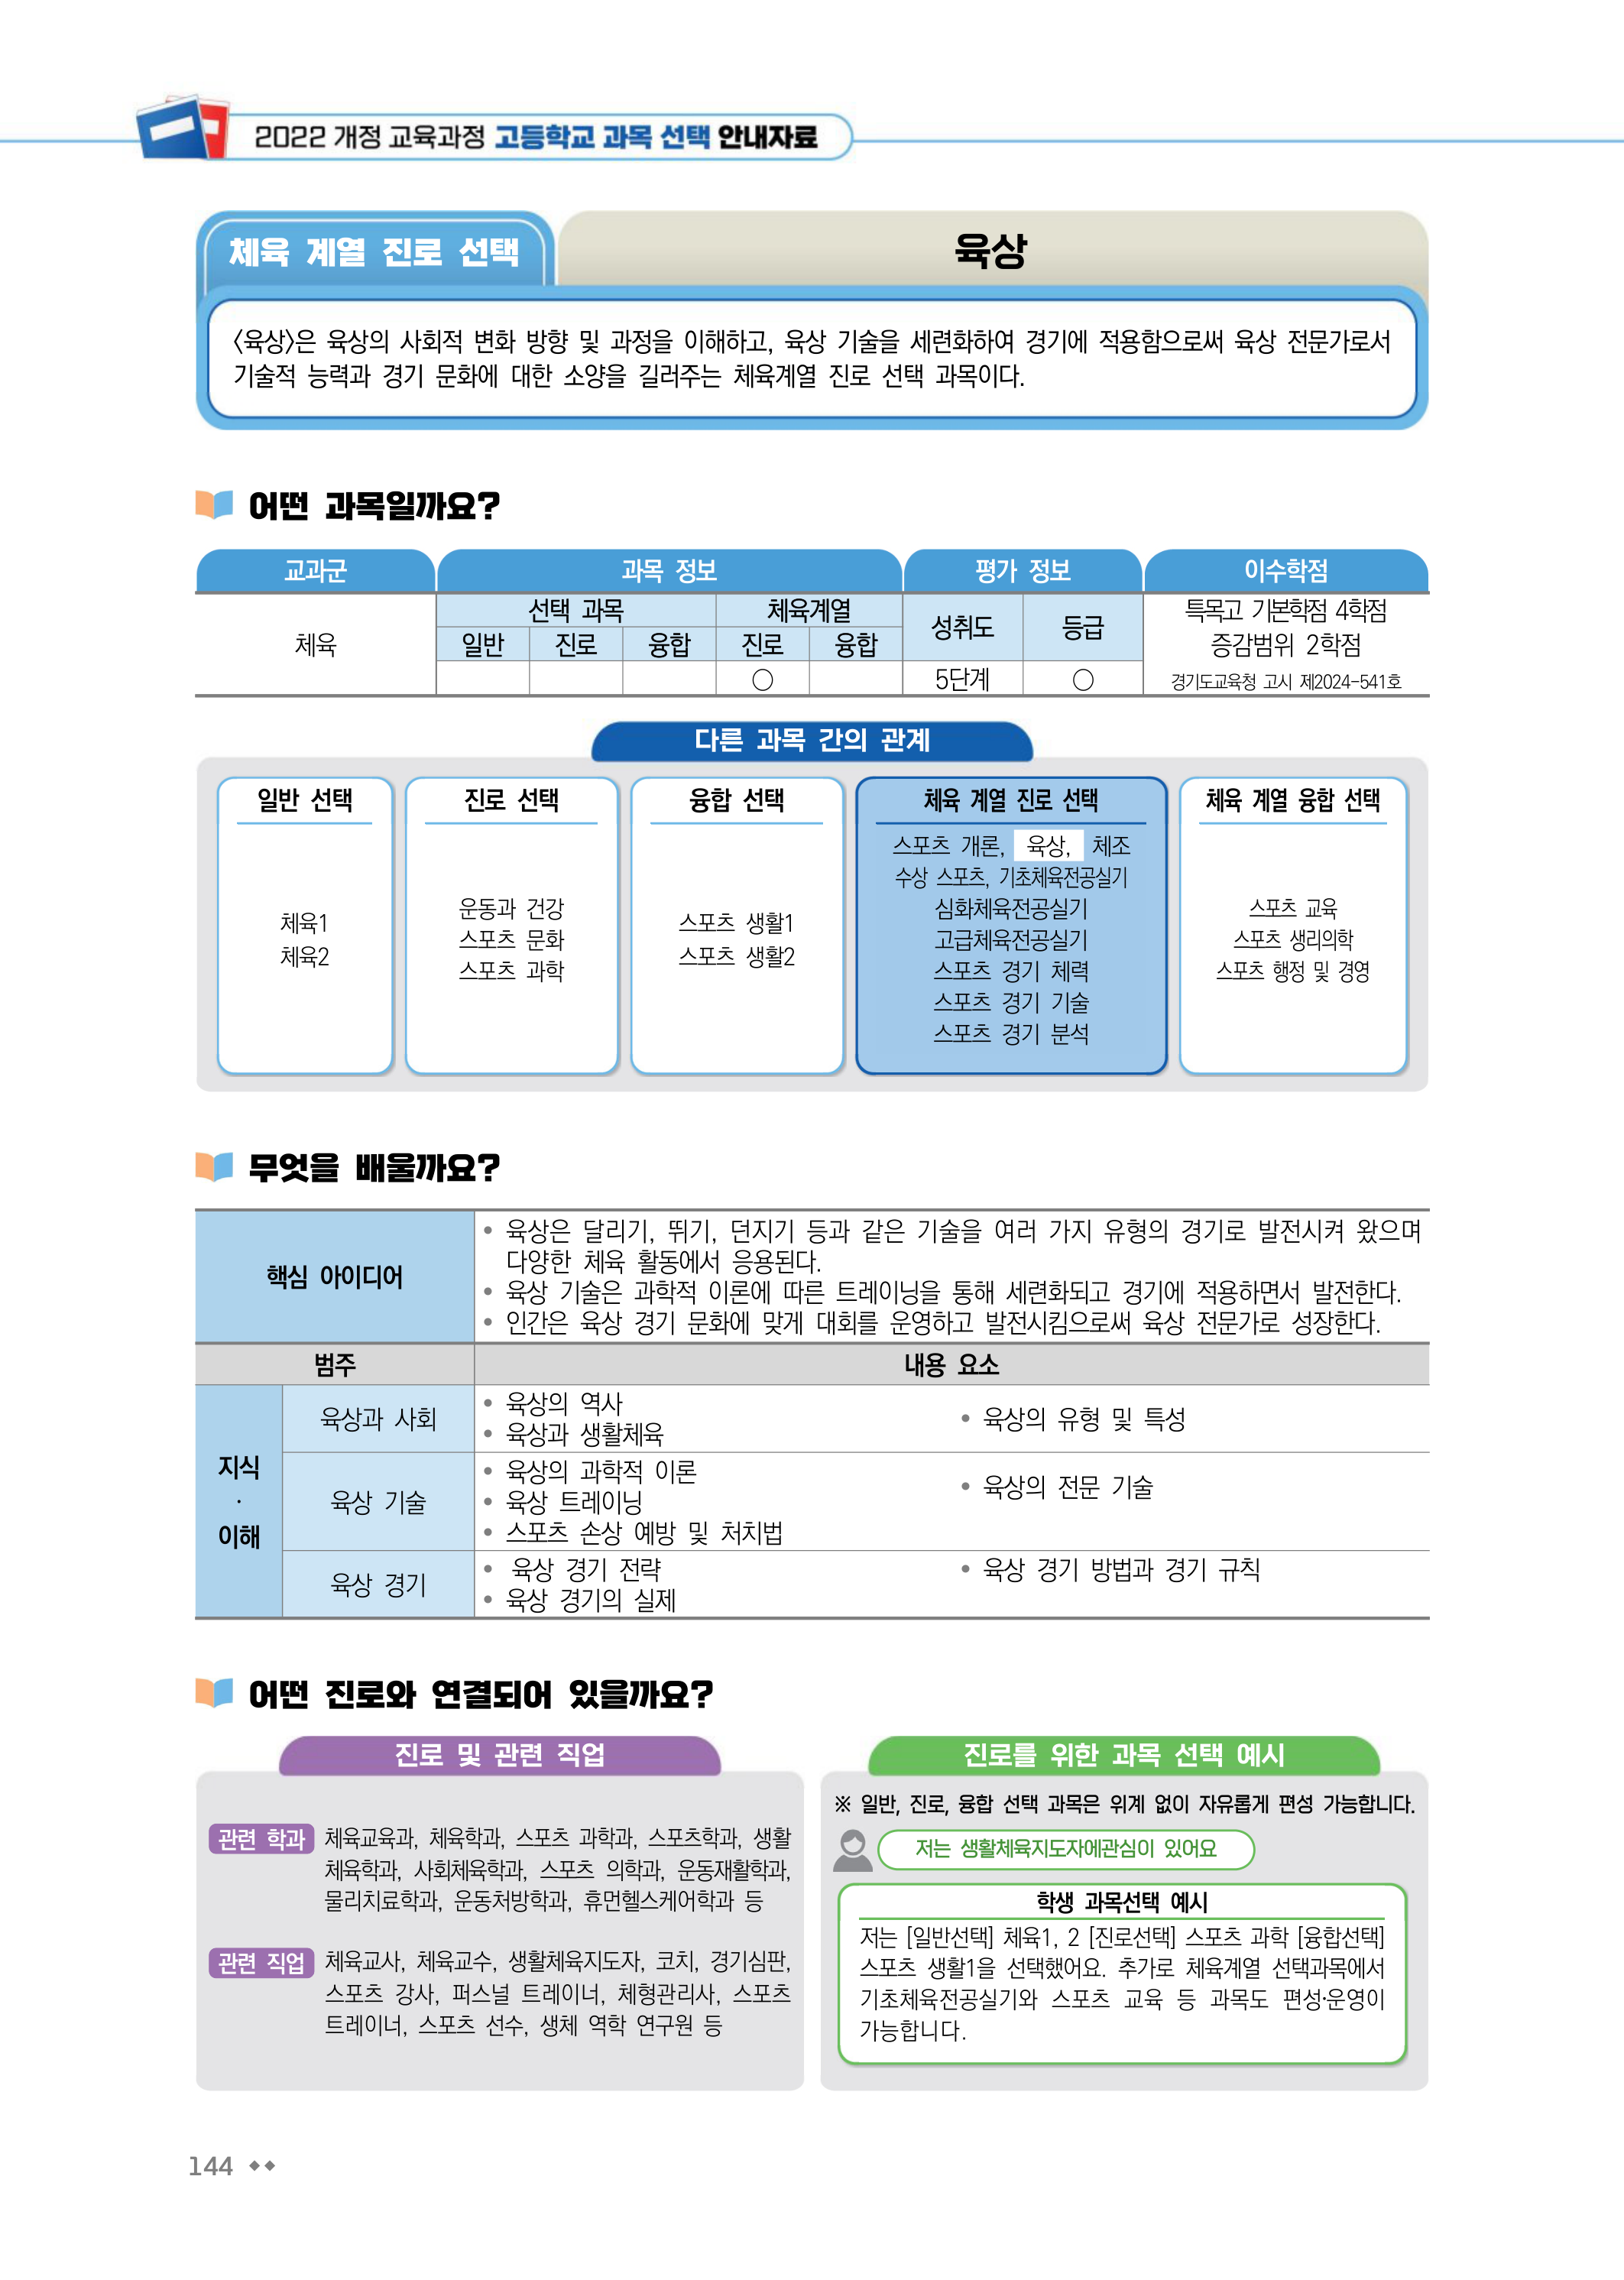 2022 개정 교육과정 고등학교 과목 선택 안내자료
체육 계열 진로 선택
육상
〈육상〉은 육상의 사회적 변화 방향 및 과정을 이해하고, 육상 기술을 세련화하여 경기에 적용함으로써 육상 전문가로서
기술적 능력과 경기 문화에 대한 소양을 길러주는 체육계열 진로 선택 과목이다.
어떤 과목일까요?
교과군 과목 정보 평가 정보 이수학점
체육
선택 과목 체육계열
일반 진로 융합 진로 융합
성취도 등급
○ 5단계 ○
특목고 기본학점 4학점
증감범위 2학점
경기도교육청 고시 제2024-541호
다른 과목 간의 관계
일반 선택
체육1
체육2
진로 선택
운동과 건강
스포츠 문화
스포츠 과학
융합 선택
스포츠 생활1
스포츠 생활2
체육 계열 진로 선택
스포츠 개론, 육상, 체조
수상 스포츠, 기초체육전공실기
심화체육전공실기
고급체육전공실기
스포츠 경기 체력
스포츠 경기 기술
스포츠 경기 분석
체육 계열 융합 선택
스포츠 교육
스포츠 생리의학
스포츠 행정 및 경영
무엇을 배울까요?
핵심 아이디어
• 육상은 달리기, 뛰기, 던지기 등과 같은 기술을 여러 가지 유형의 경기로 발전시켜 왔으며
다양한 체육 활동에서 응용된다.
• 육상 기술은 과학적 이론에 따른 트레이닝을 통해 세련화되고 경기에 적용하면서 발전한다.
• 인간은 육상 경기 문화에 맞게 대회를 운영하고 발전시킴으로써 육상 전문가로 성장한다.
범주 내용 요소
지식
·
이해
육상과 사회
• 육상의 역사
• 육상과 생활체육
• 육상의 유형 및 특성
육상 기술
• 육상의 과학적 이론
• 육상 트레이닝
• 스포츠 손상 예방 및 처치법
• 육상의 전문 기술
육상 경기
• 육상 경기 전략
• 육상 경기의 실제
• 육상 경기 방법과 경기 규칙
어떤 진로와 연결되어 있을까요?
진로 및 관련 직업
관련 학과 체육교육과, 체육학과, 스포츠 과학과, 스포츠학과, 생활
체육학과, 사회체육학과, 스포츠 의학과, 운동재활학과,
물리치료학과, 운동처방학과, 휴먼헬스케어학과 등
관련 직업 체육교사, 체육교수, 생활체육지도자, 코치, 경기심판,
스포츠 강사, 퍼스널 트레이너, 체형관리사, 스포츠
트레이너, 스포츠 선수, 생체 역학 연구원 등
진로를 위한 과목 선택 예시
※ 일반, 진로, 융합 선택 과목은 위계 없이 자유롭게 편성 가능합니다.
저는 생활체육지도자에관심이 있어요
학생 과목선택 예시
저는 [일반선택] 체육1, 2 [진로선택] 스포츠 과학 [융합선택]
스포츠 생활1을 선택했어요. 추가로 체육계열 선택과목에서
기초체육전공실기와 스포츠 교육 등 과목도 편성·운영이
가능합니다.
144 ◆◆